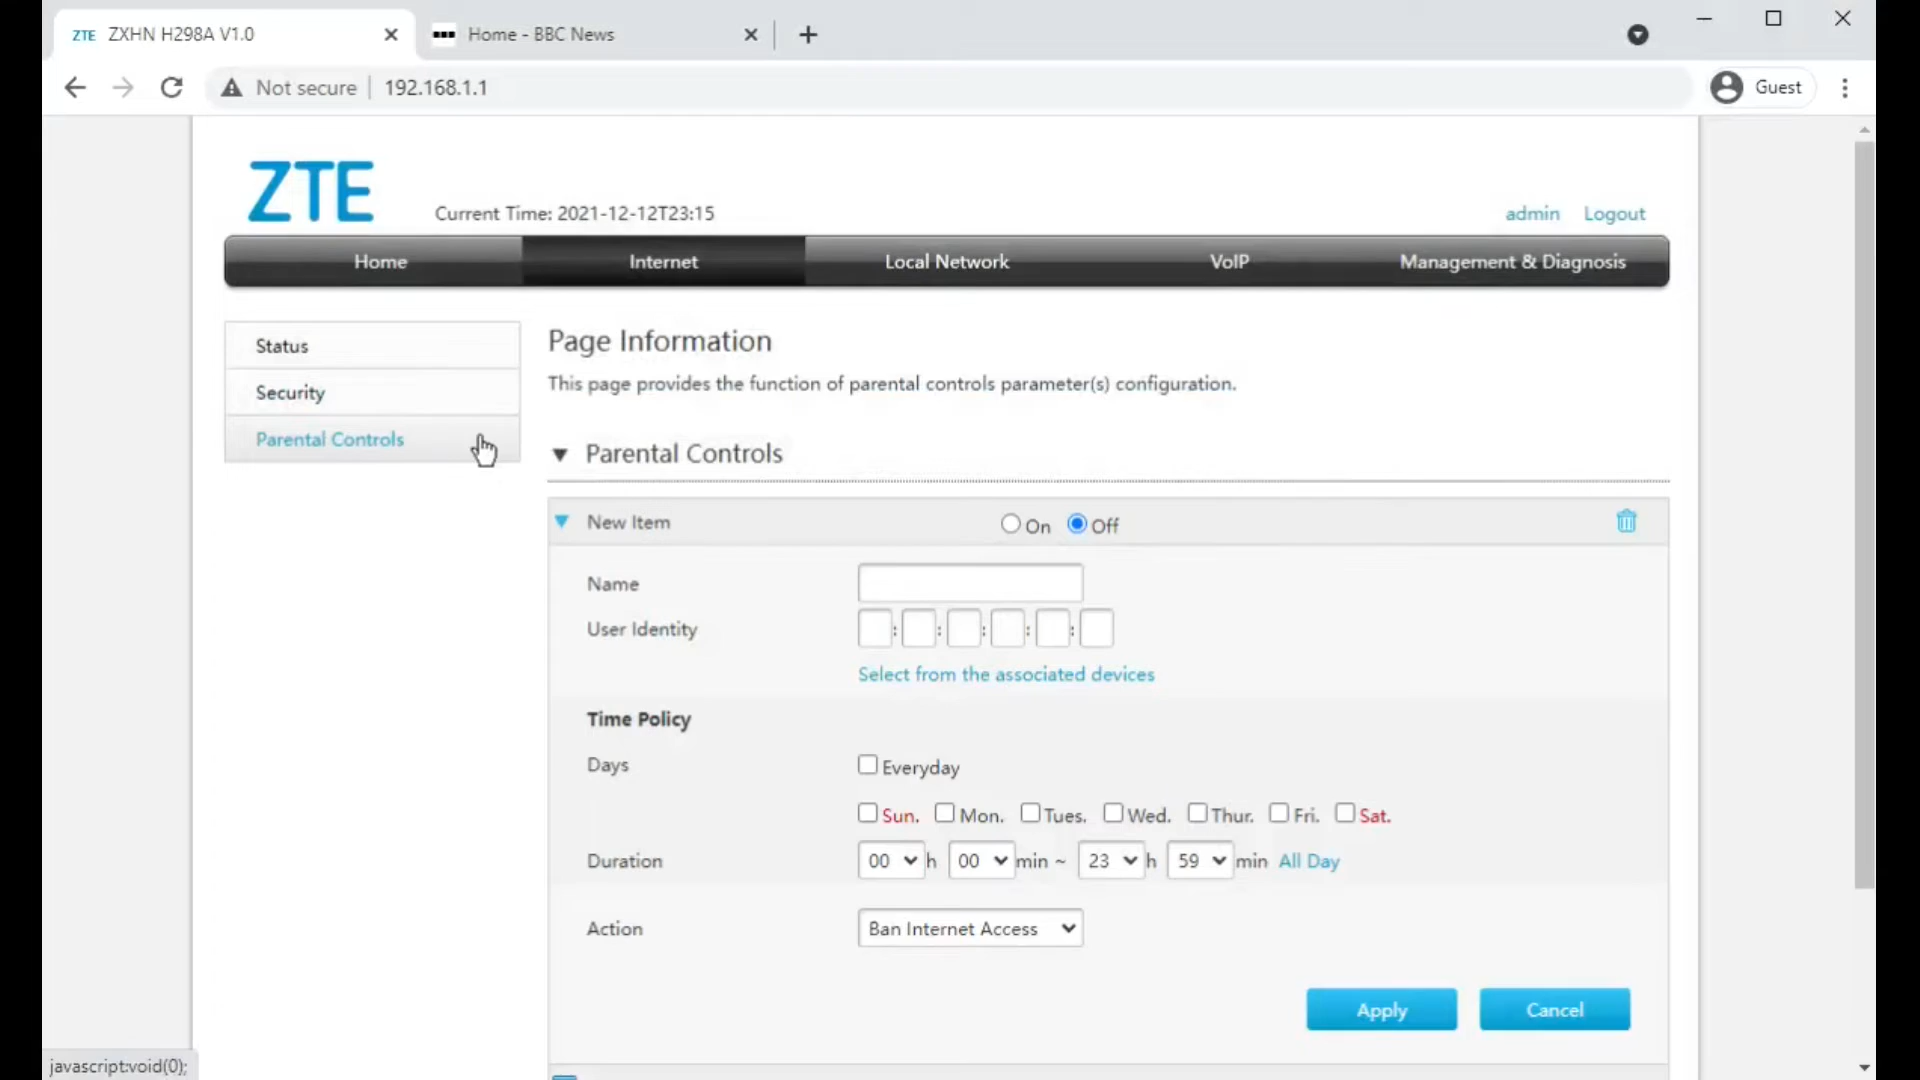 ZTE ZXHN H298A V1.0 Home - BBC News
Not secure 192.168.1.1 Guest
ZTE Current Time: 2021-12-12T23:15 admin Logout
Home Internet Local Network VoIP Management & Diagnosis
Status
Security
Parental Controls
Page Information
This page provides the function of parental controls parameter(s) configuration.
Parental Controls
New Item On Off
Name
User Identity : : : : :
Select from the associated devices
Time Policy
Days Everyday
Sun. Mon. Tues. Wed. Thur. Fri. Sat.
Duration 00 h 00 min ~ 23 h 59 min All Day
Action Ban Internet Access
Apply Cancel
javascript:void(0);